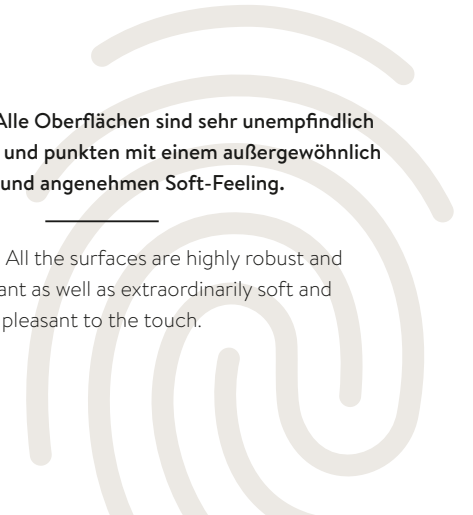 Alle Oberflächen sind sehr unempfindlich
und punkten mit einem außergewöhnlich
und angenehmen Soft-Feeling.
All the surfaces are highly robust and
ant as well as extraordinarily soft and
pleasant to the touch.